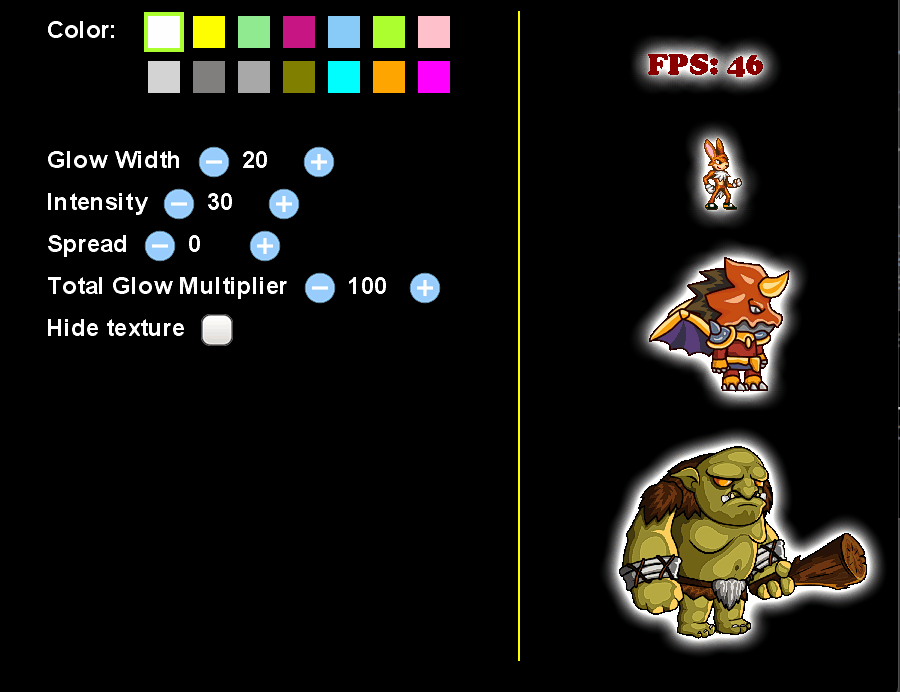 Color:
FPS: 46
Glow Width 20
Intensity 30
Spread 0
Total Glow Multiplier 100
Hide texture